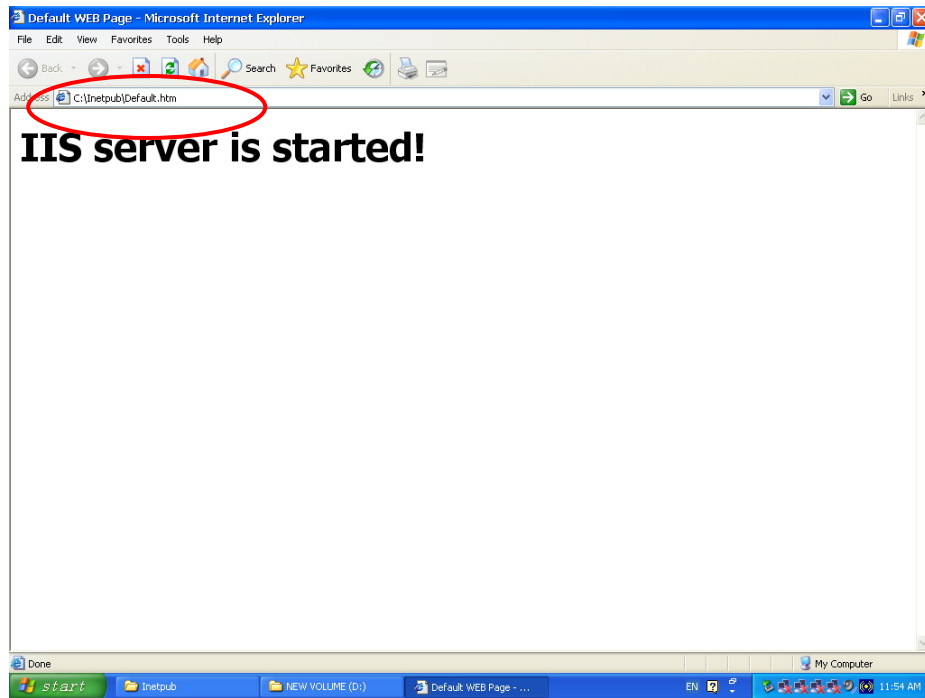 Default WEB Page - Microsoft Internet Explorer
File Edit View Favorites Tools Help
Back Search Favorites
Address C:\Inetpub\Default.htm Go Links
IIS server is started!
Done My Computer
start Inetpub NEW VOLUME (D:) Default WEB Page - ... EN 11:54 AM